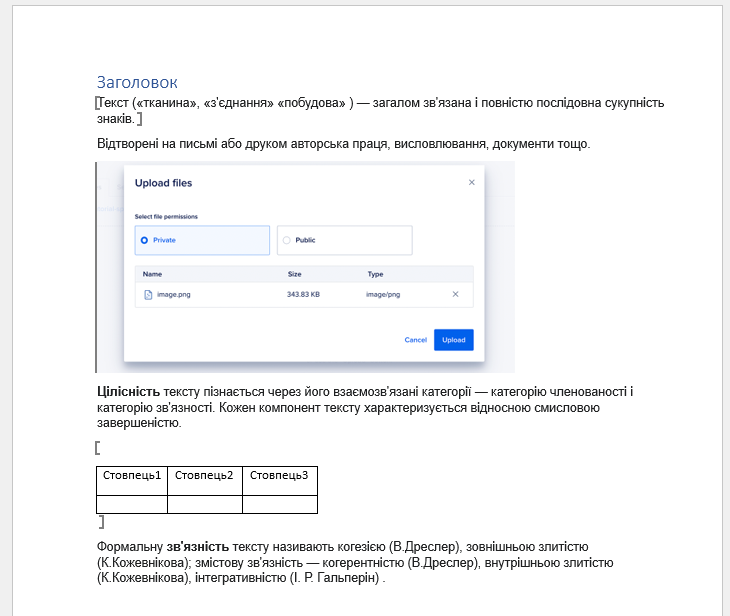 Заголовок
[Текст («тканина», «з'єднання» «побудова» ) — загалом зв'язана і повністю послідовна сукупність
знаків. ]
Відтворені на письмі або друком авторська праця, висловлювання, документи тощо.
Upload files
Select file permissions
Private Public
Name Size Type
image.png 343.83 KB image/png
Cancel Upload
Цілісність тексту пізнається через його взаємозв'язані категорії — категорію членованості і
категорію зв'язності. Кожен компонент тексту характеризується відносною смисловою
завершеністю.
[
Стовпець1 Стовпець2 Стовпець3
]
Формальну зв'язність тексту називають когезією (В.Дреслер), зовнішньою злитістю
(К.Кожевнікова); змістову зв'язність — когерентністю (В.Дреслер), внутрішньою злитістю
(К.Кожевнікова), інтегративністю (І. Р. Гальперін) .